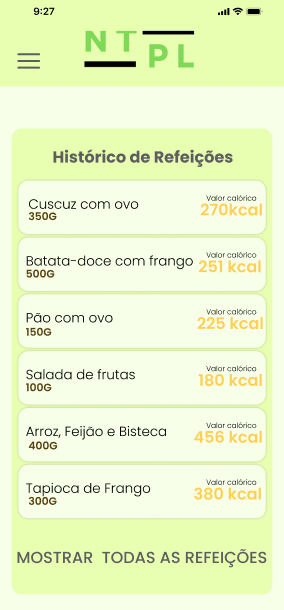 9:27
NT
PL
Histórico de Refeições
Valor calórico
Cuscuz com ovo
270kcal
350G
Valor calórico
Batata-doce com frango
251 kcal
500G
Valor calórico
Pão com ovo
225 kcal
150G
Valor calórico
Salada de frutas
180 kcal
100G
Valor calórico
Arroz, Feijão e Bisteca
456 kcal
400G
Valor calórico
Tapioca de Frango
380 kcal
300G
MOSTRAR TODAS AS REFEIÇÕES